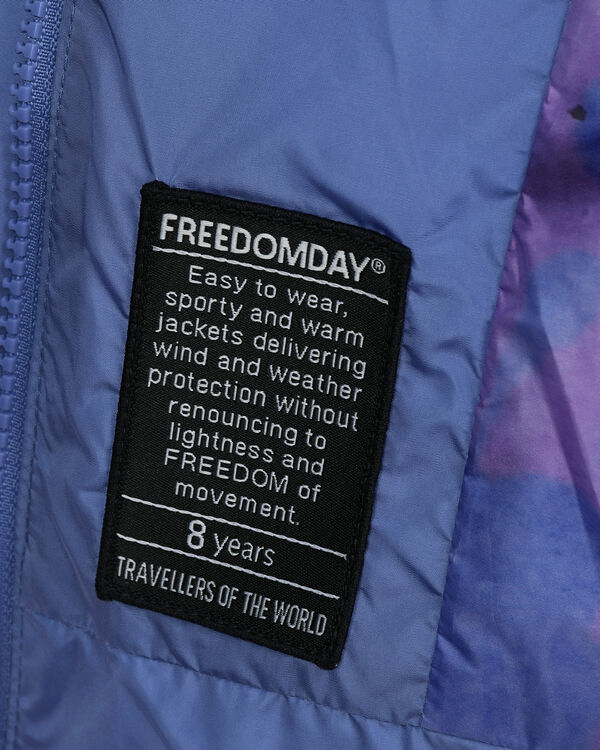 FREEDOMDAY®
Easy to wear,
sporty and warm
jackets delivering
wind and weather
protection without
renouncing to
lightness and
FREEDOM of
movement.
8 years
TRAVELLERS OF THE WORLD